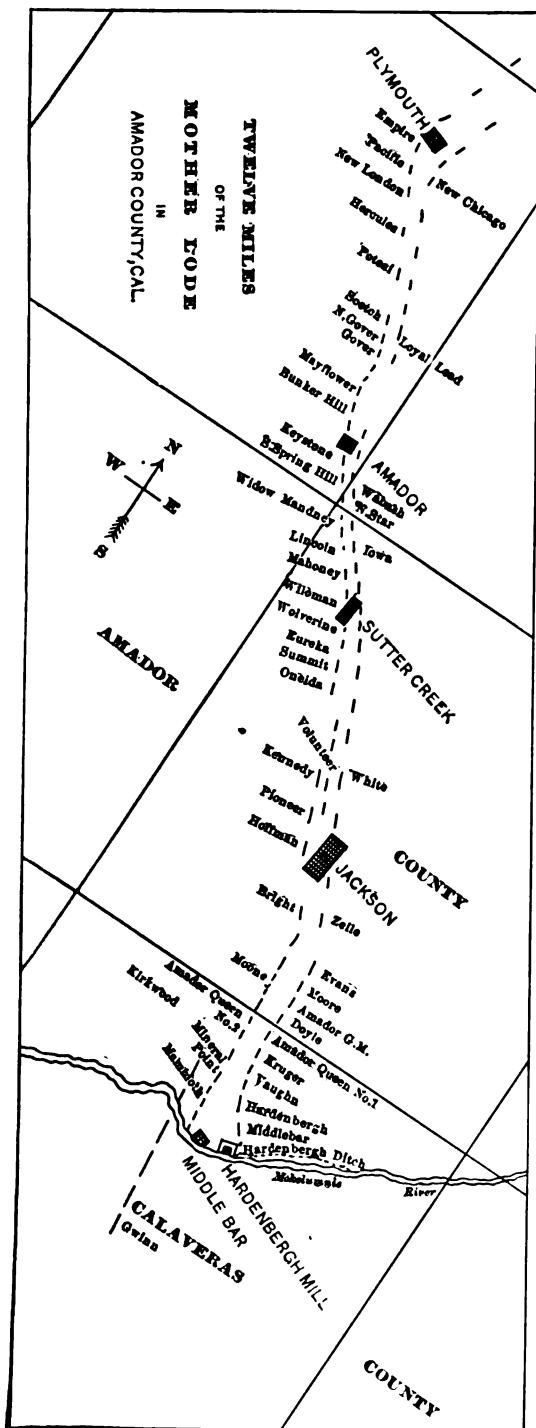 TWELVE MILES
OF THE
MOTHER LODE
IN
AMADOR COUNTY, CAL.
PLYMOUTH
Empire
Pacific
New London
New Chicago
Hercules
Potosi
Scotch
N. Gover
Gover
Loyal Lead
Mayflower
Bunker Hill
Keystone
S. Spring Hill
AMADOR
Wabash
N. Star
Widow Mandney
Lincoln
Iowa
Mahoney
Wildman
Wolverine
SUTTER CREEK
Eureka
Summit
Oneida
N
W
E
S
AMADOR
Volunteer
Kennedy
White
Pioneer
Hoffman
COUNTY
JACKSON
Bright
Zeile
Moone
Evans
Moore
Amador G.M.
Doyle
Amador Queen
No.2
Kirkwood
Mineral
Point
Mammoth
Amador Queen No.1
Kruger
Vaughn
Hardenbergh
Middlebar
Hardenbergh Ditch
Mokelumne
River
HARDENBERGH MILL
MIDDLE BAR
CALAVERAS
Gwinn
COUNTY